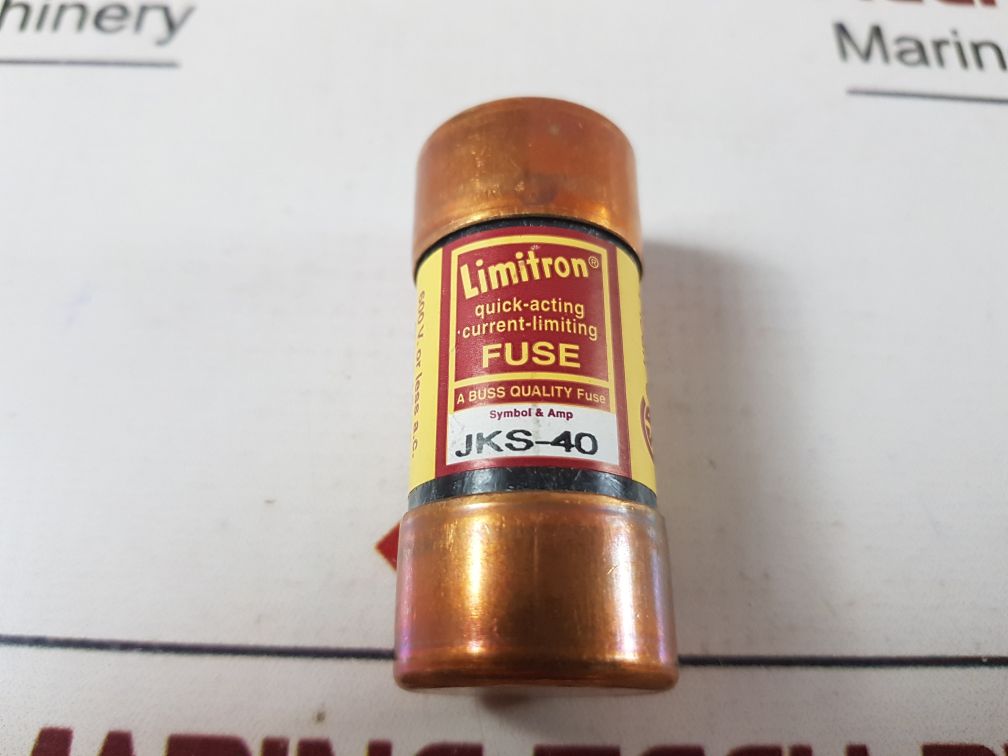 hinery
Marin
Limitron®
quick-acting
current-limiting
FUSE
A BUSS QUALITY Fuse
Symbol & Amp
JKS-40
600 V. or less a.c.